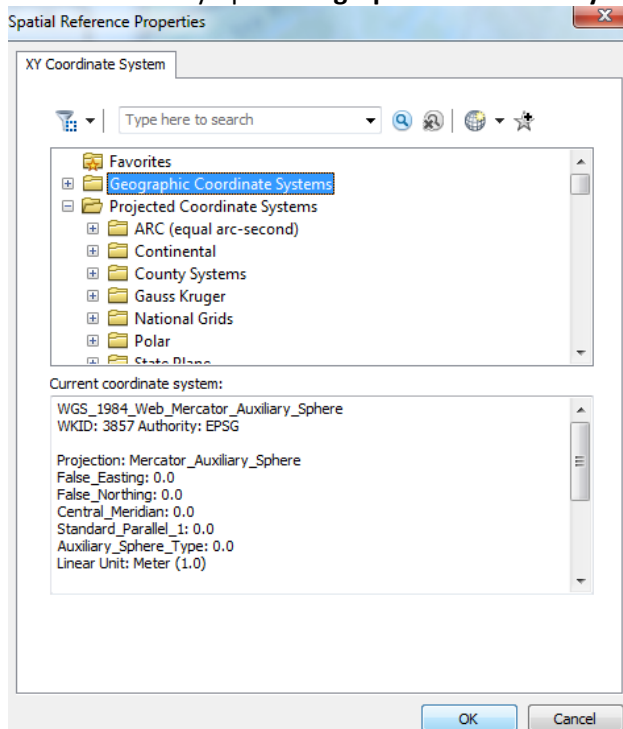 Spatial Reference Properties
XY Coordinate System
Type here to search
Favorites
Geographic Coordinate Systems
Projected Coordinate Systems
ARC (equal arc-second)
Continental
County Systems
Gauss Kruger
National Grids
Polar
State Plane
Current coordinate system:
WGS_1984_Web_Mercator_Auxiliary_Sphere
WKID: 3857 Authority: EPSG
Projection: Mercator_Auxiliary_Sphere
False_Easting: 0.0
False_Northing: 0.0
Central_Meridian: 0.0
Standard_Parallel_1: 0.0
Auxiliary_Sphere_Type: 0.0
Linear Unit: Meter (1.0)
OK Cancel